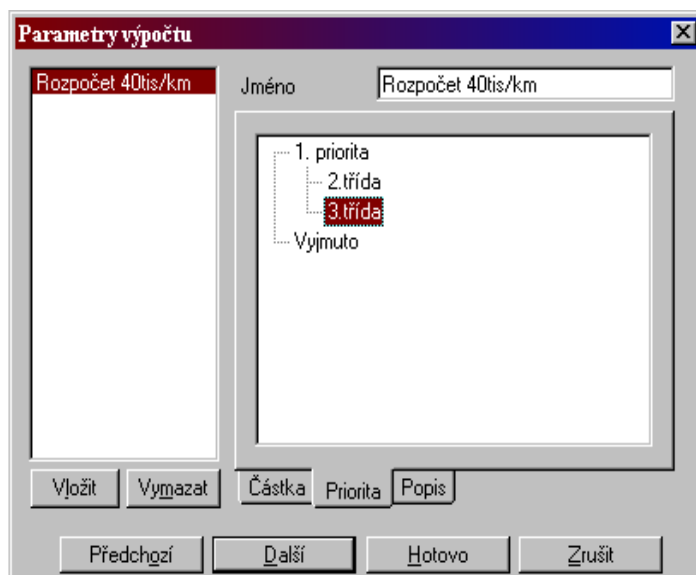 Parametry výpočtu
Rozpočet 40tis/km
Jméno
Rozpočet 40tis/km
1. priorita
2.třída
3.třída
Vyjmuto
Vložit
Vymazat
Částka
Priorita
Popis
Předchozí
Další
Hotovo
Zrušit